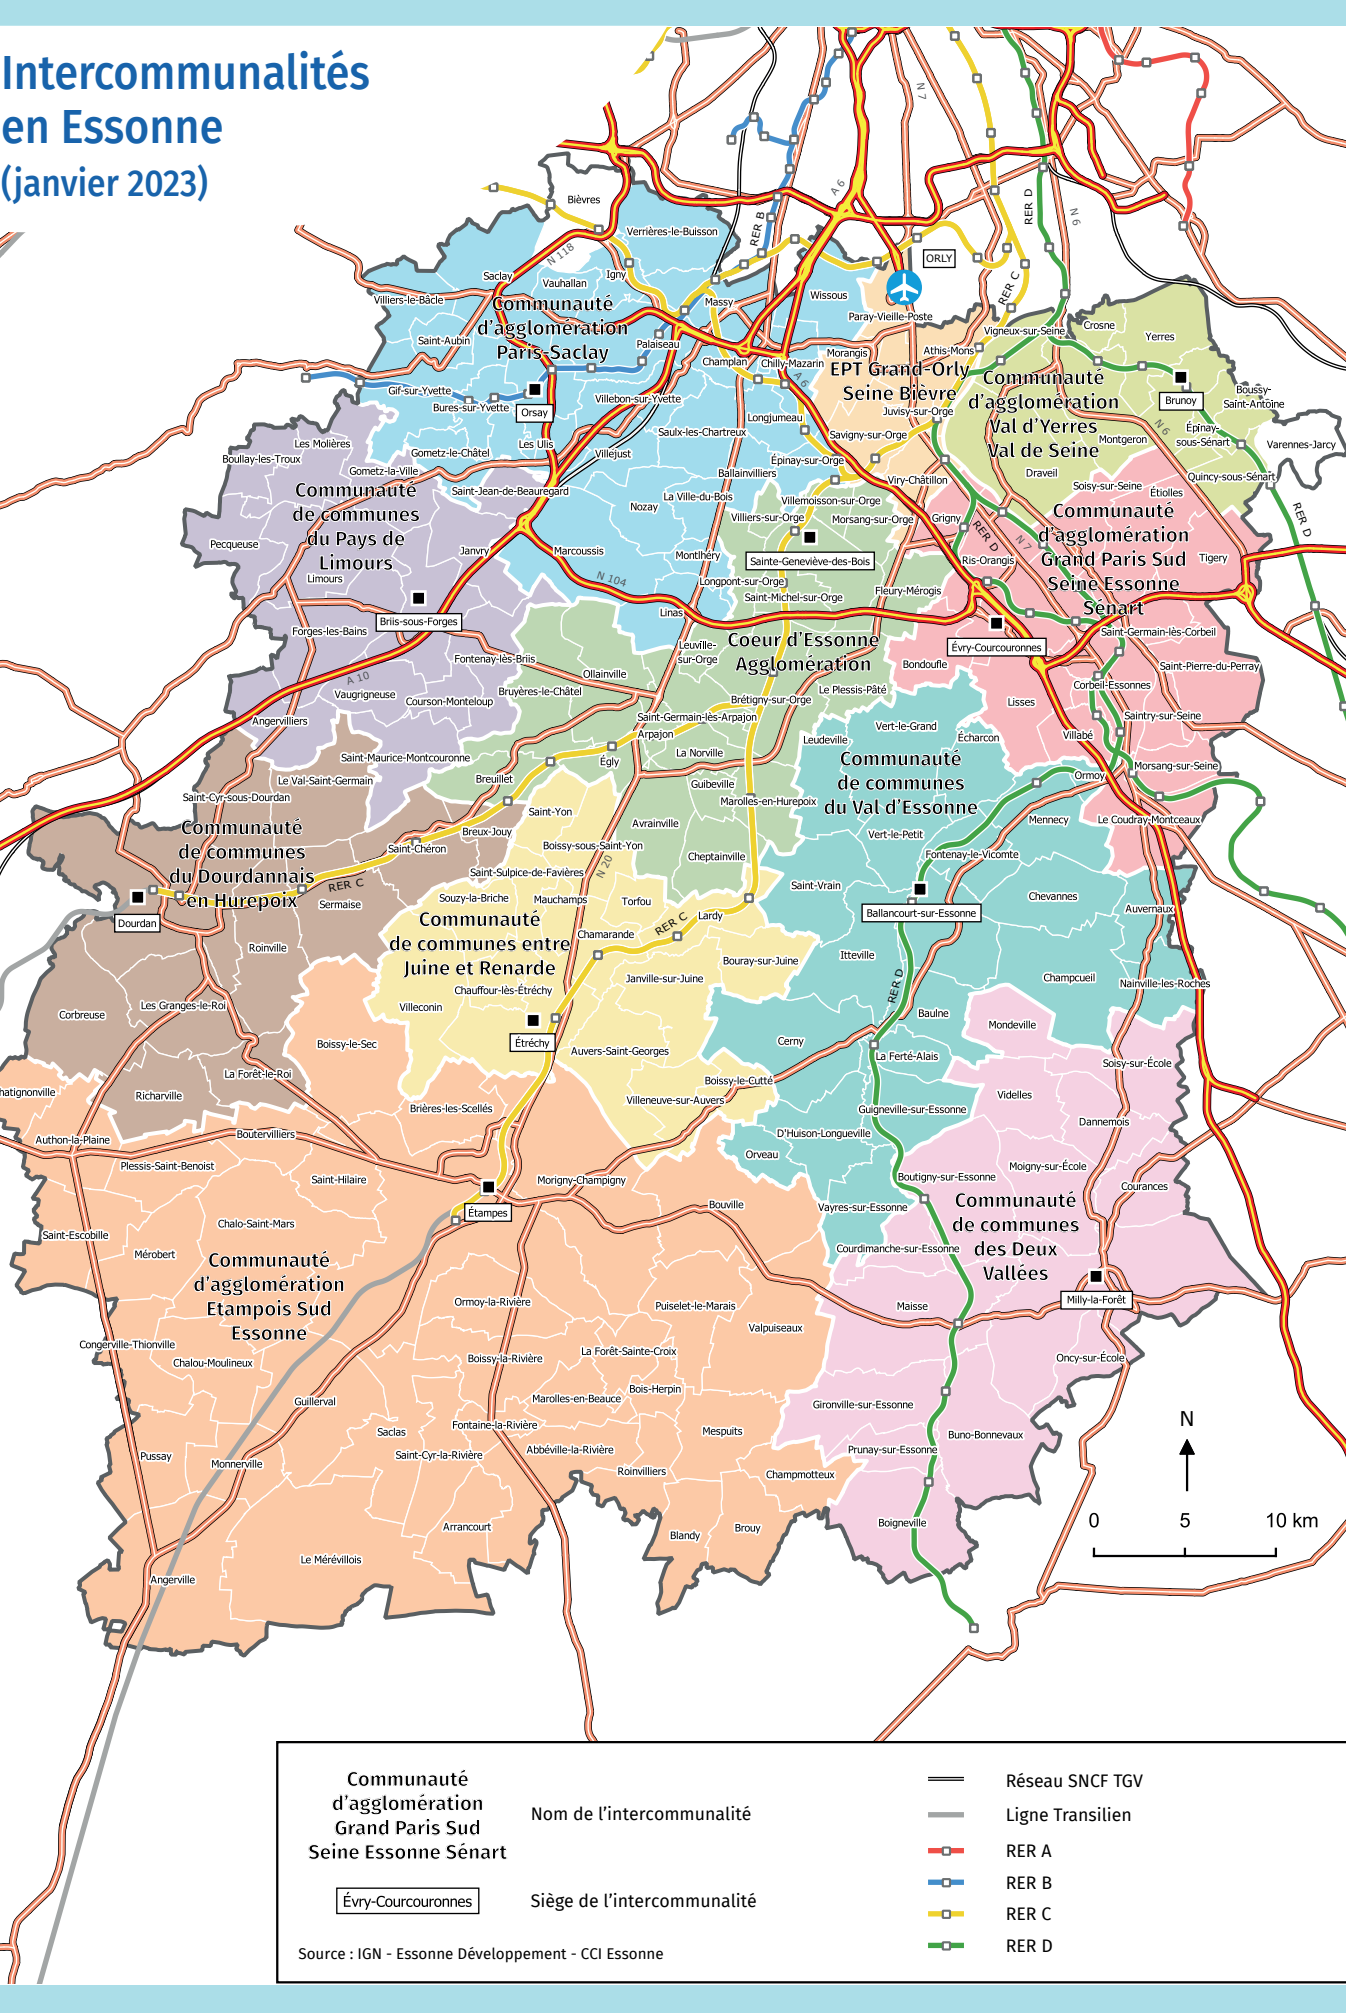 Intercommunalités
en Essonne
(janvier 2023)
N 7
A 6
RER B
RER D
N 6
Bièvres
Verrières-le-Buisson
N 118
ORLY
Saclay
Vauhallan
Igny
RER C
Villiers-le-Bâcle
Communauté
d'agglomération
Paris-Saclay
Massy
Wissous
Paray-Vieille-Poste
Vigneux-sur-Seine
Crosne
Yerres
Saint-Aubin
Palaiseau
Champlan
Chilly-Mazarin
Morangis
Athis-Mons
A 6
EPT Grand-Orly
Seine Bièvre
Communauté
d'agglomération
Val d'Yerres
Val de Seine
Gif-sur-Yvette
Bures-sur-Yvette
Orsay
Villebon-sur-Yvette
Longjumeau
Juvisy-sur-Orge
Brunoy
Boussy-
Saint-Antoine
N 6
Épinay-
sous-Sénart
Varennes-Jarcy
Les Molières
Boullay-les-Troux
Gometz-le-Châtel
Les Ulis
Villejust
Saulx-les-Chartreux
Savigny-sur-Orge
Montgeron
Gometz-la-Ville
Ballainvilliers
Épinay-sur-Orge
Viry-Châtillon
Draveil
Quincy-sous-Sénart
Communauté
de communes
du Pays de
Limours
Saint-Jean-de-Beauregard
La Ville-du-Bois
Villemoisson-sur-Orge
Soisy-sur-Seine
Étiolles
Nozay
Villiers-sur-Orge
Morsang-sur-Orge
Grigny
RER D
N 7
Communauté
d'agglomération
Grand Paris Sud
Seine Essonne
Sénart
RER D
Pecqueuse
Janvry
Marcoussis
Montlhéry
Sainte-Geneviève-des-Bois
Ris-Orangis
Tigery
Limours
N 104
Longpont-sur-Orge
Saint-Michel-sur-Orge
Fleury-Mérogis
Briis-sous-Forges
Linas
Forges-les-Bains
Leuville-
sur-Orge
Coeur d'Essonne
Agglomération
Évry-Courcouronnes
Saint-Germain-lès-Corbeil
Fontenay-lès-Briis
Bondoufle
Saint-Pierre-du-Perray
A 10
Ollainville
Vaugrigneuse
Bruyères-le-Châtel
Le Plessis-Pâté
Corbeil-Essonnes
Courson-Monteloup
Brétigny-sur-Orge
Lisses
Angervilliers
Saint-Germain-lès-Arpajon
Arpajon
Saintry-sur-Seine
Leudeville
Vert-le-Grand
Écharcon
Villabé
Saint-Maurice-Montcouronne
La Norville
Égly
Communauté
de communes
du Val d'Essonne
Morsang-sur-Seine
Le Val-Saint-Germain
Breuillet
Guibeville
Ormoy
Saint-Cyr-sous-Dourdan
Saint-Yon
Marolles-en-Hurepoix
Communauté
de communes
du Dourdannais
en Hurepoix
Breux-Jouy
Avrainville
Mennecy
Le Coudray-Montceaux
Vert-le-Petit
Saint-Chéron
Boissy-sous-Saint-Yon
N 20
Cheptainville
Fontenay-le-Vicomte
RER C
Saint-Sulpice-de-Favières
Saint-Vrain
Chevannes
Sermaise
Souzy-la-Briche
Mauchamps
Torfou
Ballancourt-sur-Essonne
Auvernaux
Dourdan
Communauté
de communes entre
Juine et Renarde
Chamarande
RER C
Lardy
Roinville
Bouray-sur-Juine
Itteville
RER D
Janville-sur-Juine
Champcueil
Nainville-les-Roches
Chauffour-lès-Étréchy
Les Granges-le-Roi
Villeconin
Corbreuse
Baulne
Mondeville
Boissy-le-Sec
Étréchy
Auvers-Saint-Georges
Cerny
La Ferté-Alais
Soisy-sur-École
La Forêt-le-Roi
Boissy-le-Cutté
hatignonville
Richarville
Brières-les-Scellés
Villeneuve-sur-Auvers
Guigneville-sur-Essonne
Videlles
Dannemois
Authon-la-Plaine
Boutervilliers
D'Huison-Longueville
Plessis-Saint-Benoist
Orveau
Moigny-sur-École
Saint-Hilaire
Morigny-Champigny
Boutigny-sur-Essonne
Courances
Étampes
Bouville
Vayres-sur-Essonne
Communauté
de communes
des Deux
Vallées
Chalo-Saint-Mars
Saint-Escobille
Mérobert
Communauté
d'agglomération
Etampois Sud
Essonne
Courdimanche-sur-Essonne
Milly-la-Forêt
Ormoy-la-Rivière
Puiselet-le-Marais
Maisse
Valpuiseaux
Congerville-Thionville
Chalou-Moulineux
Boissy-la-Rivière
La Forêt-Sainte-Croix
Oncy-sur-École
Bois-Herpin
Guillerval
Marolles-en-Beauce
Gironville-sur-Essonne
Saclas
Fontaine-la-Rivière
Mespuits
Buno-Bonnevaux
N
Pussay
Saint-Cyr-la-Rivière
Abbéville-la-Rivière
Prunay-sur-Essonne
Monnerville
Roinvilliers
Champmotteux
Arrancourt
Blandy
Brouy
Boigneville
0 5 10 km
Le Mérévillois
Angerville
Communauté
d'agglomération
Grand Paris Sud
Seine Essonne Sénart
Nom de l'intercommunalité
Évry-Courcouronnes
Siège de l'intercommunalité
Source : IGN - Essonne Développement - CCI Essonne
Réseau SNCF TGV
Ligne Transilien
RER A
RER B
RER C
RER D